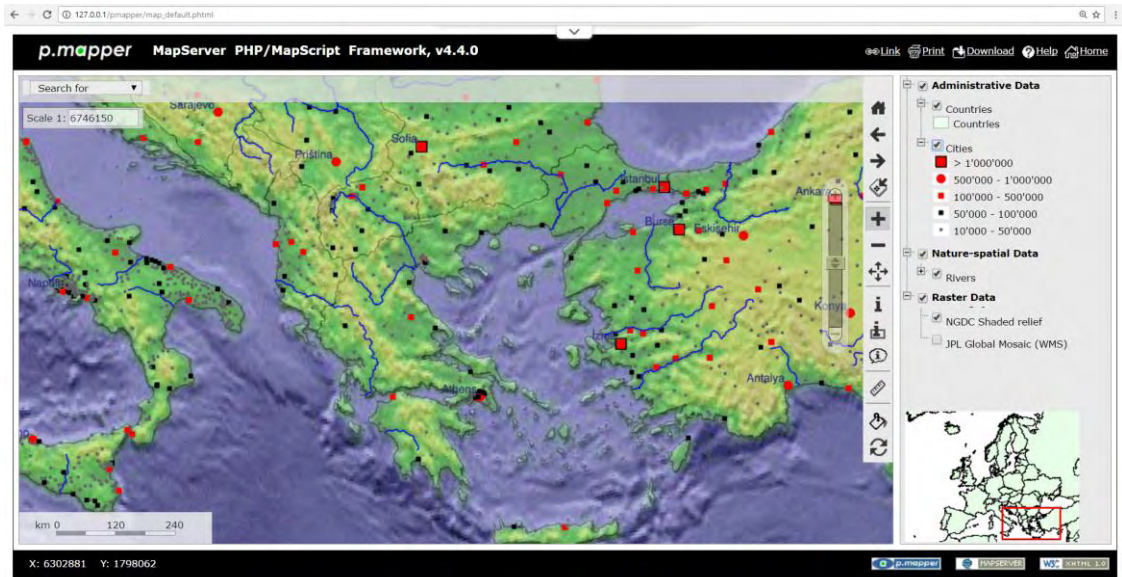 127.0.0.1/pmapper/map_default.phtml
p.mapper MapServer PHP/MapScript Framework, v4.4.0
Link Print Download Help Home
Search for
Scale 1: 6746150
Sarajevo
Sofia
Priština
Istanbul
Ankara
Bursa
Eskisehir
Napoli
Konya
Izmir
Antalya
Athens
km 0 120 240
Administrative Data
Countries
Countries
Cities
> 1'000'000
500'000 - 1'000'000
100'000 - 500'000
50'000 - 100'000
10'000 - 50'000
Nature-spatial Data
Rivers
Raster Data
NGDC Shaded relief
JPL Global Mosaic (WMS)
X: 6302881 Y: 1798062
p.mapper MAPSERVER W3C XHTML 1.0